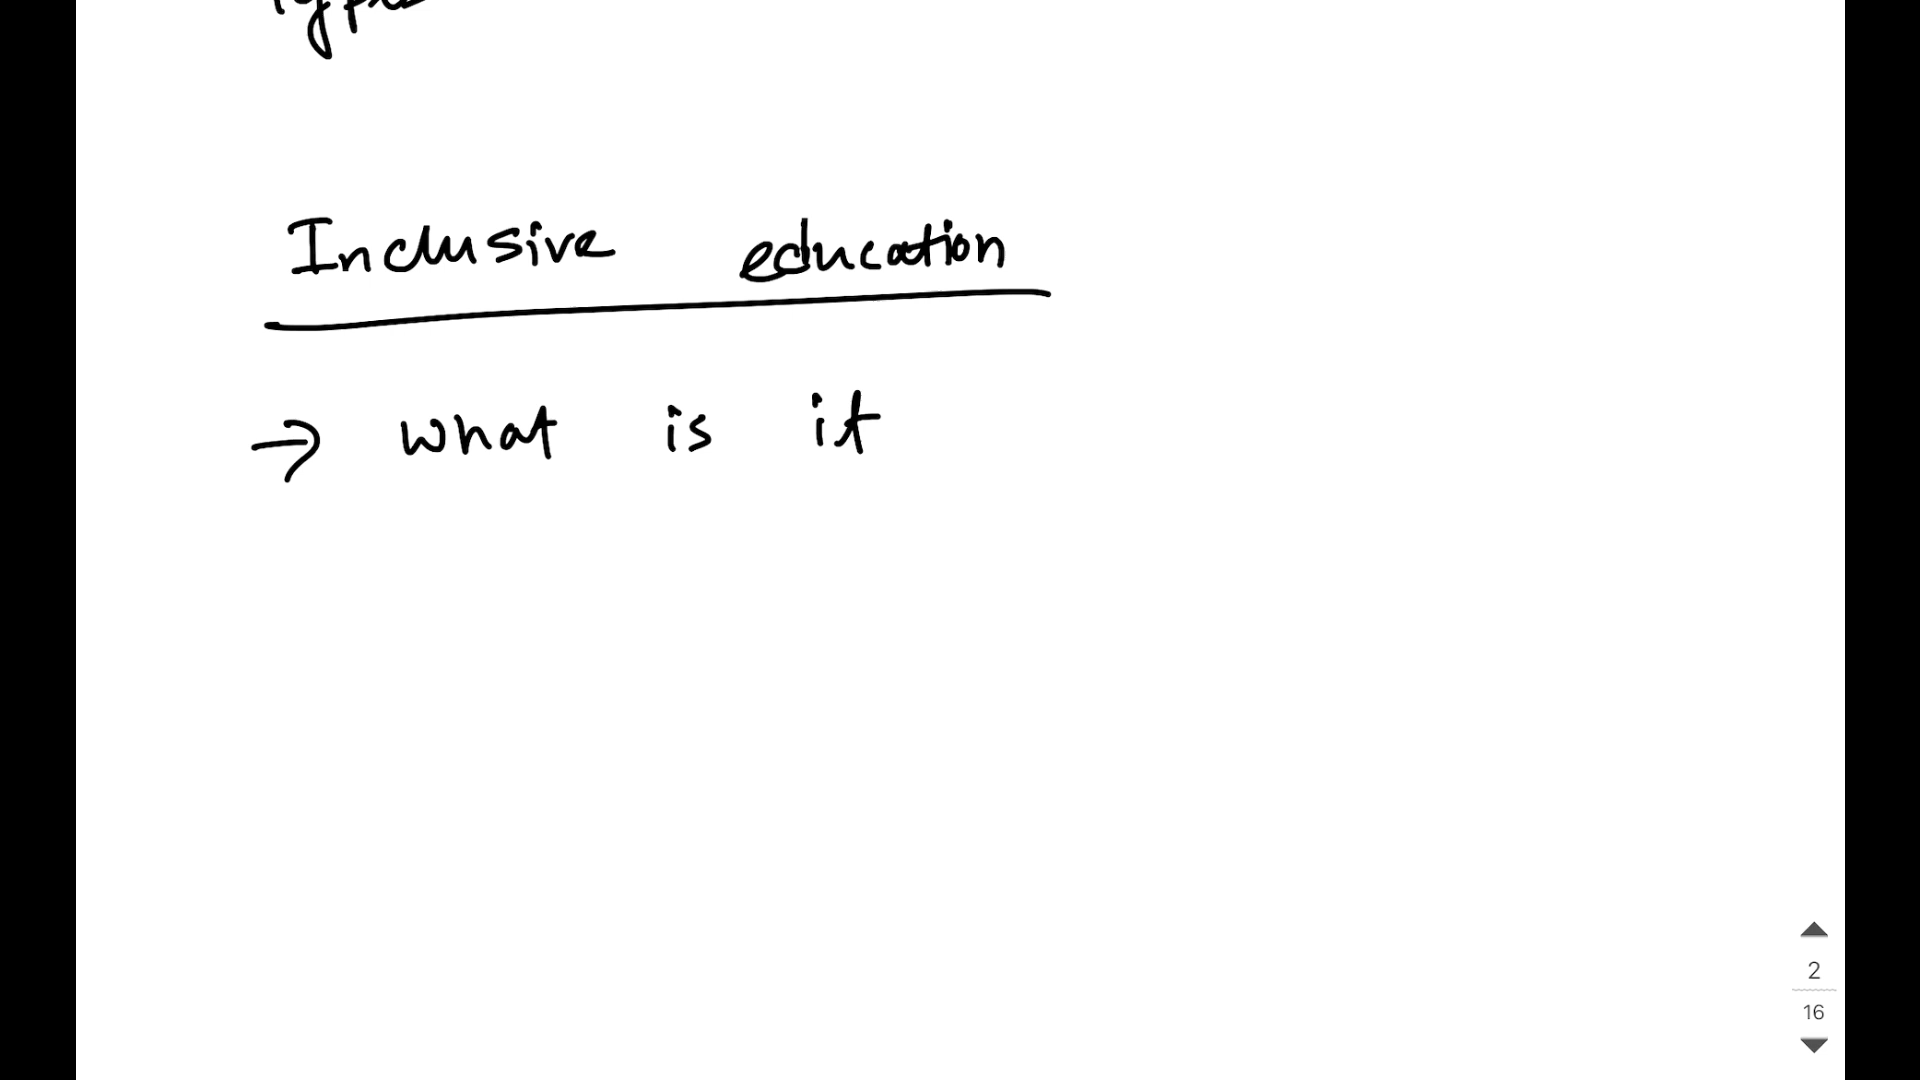 Inclusive education
→ what is it
2
16